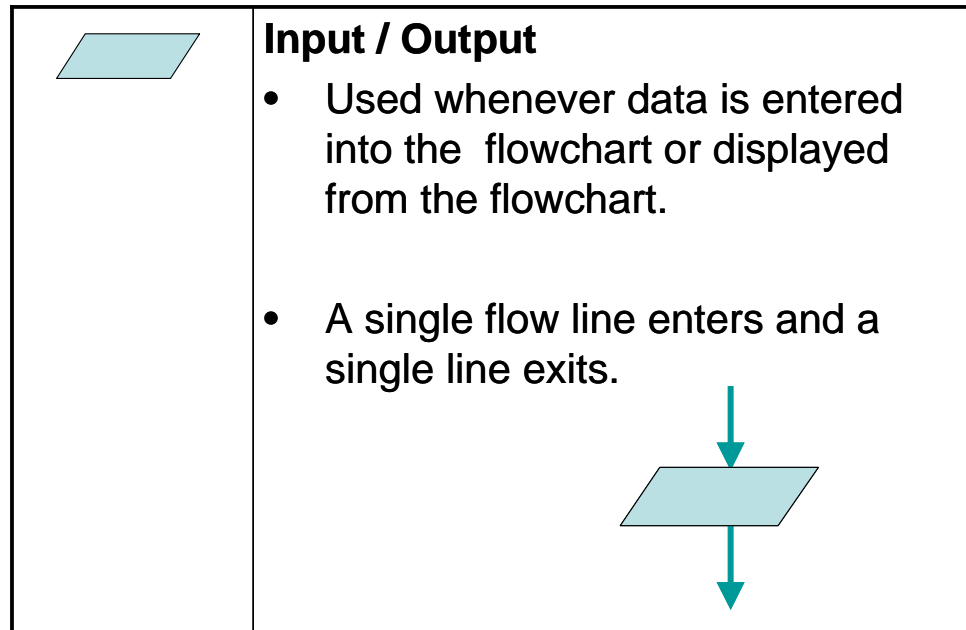 Input / Output
• Used whenever data is entered
into the flowchart or displayed
from the flowchart.
• A single flow line enters and a
single line exits.